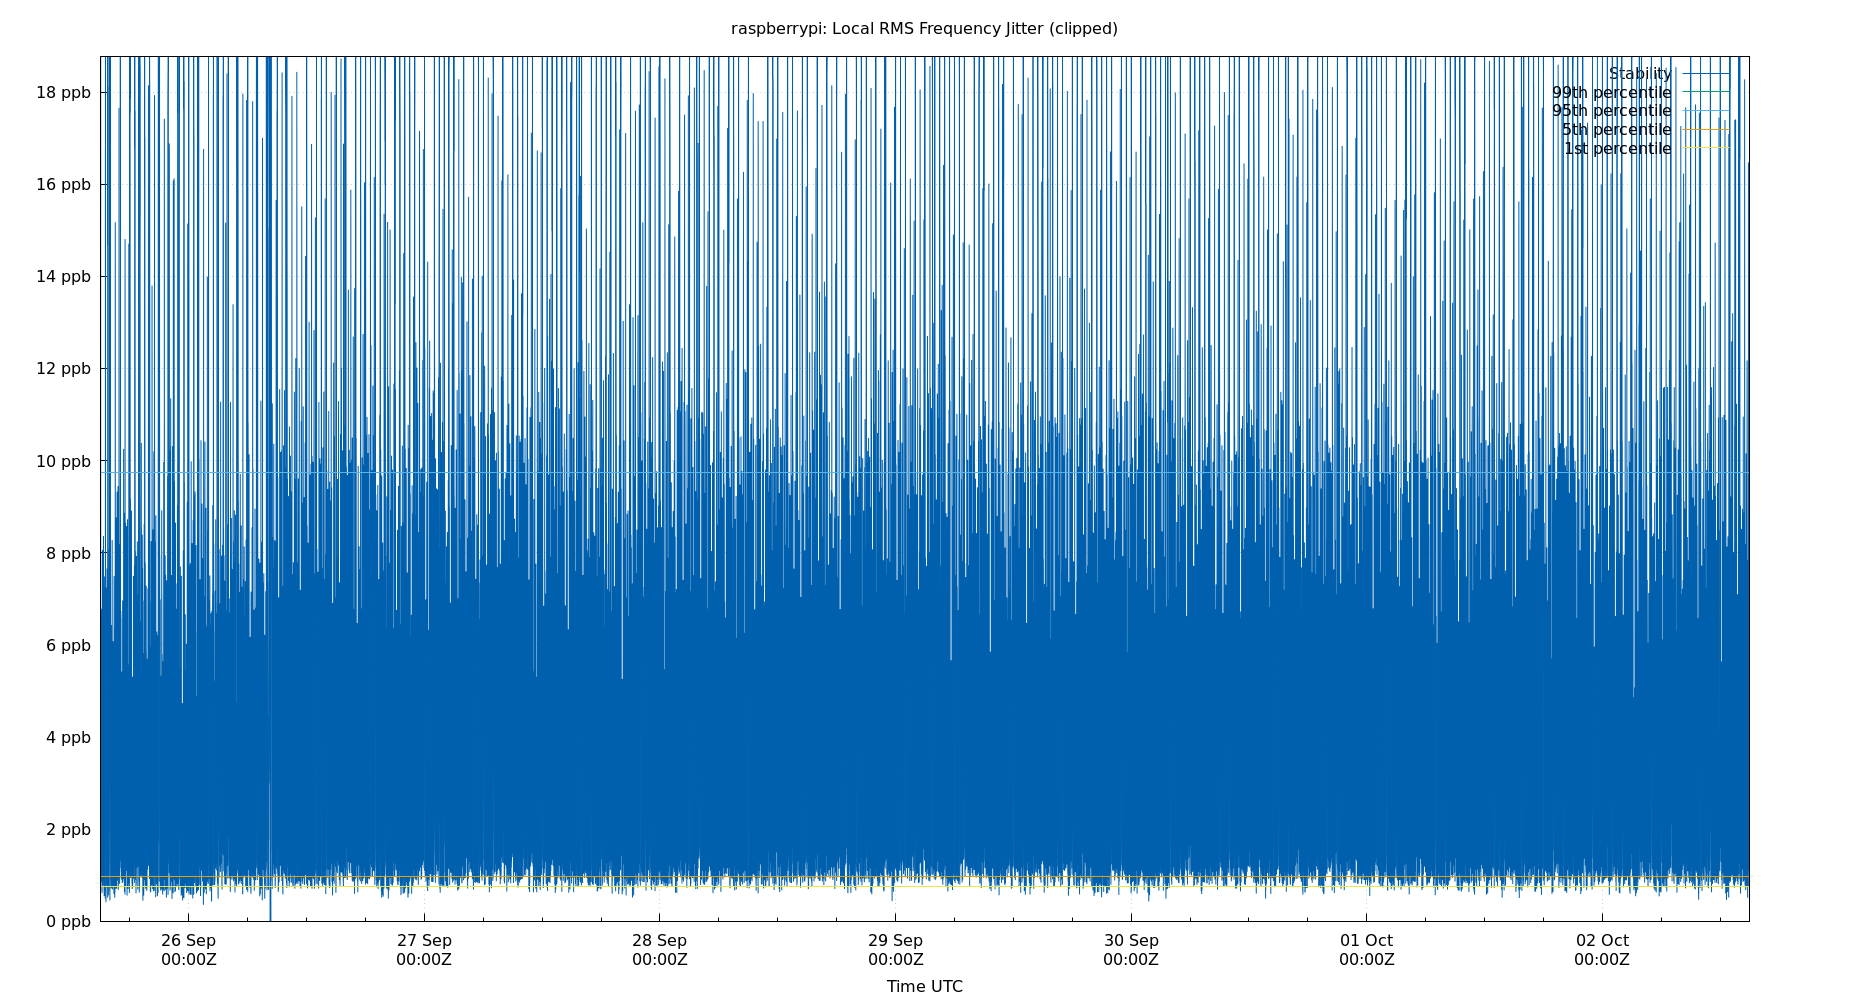 raspberrypi: Local RMS Frequency Jitter (clipped)
18 ppb
16 ppb
14 ppb
12 ppb
10 ppb
8 ppb
6 ppb
4 ppb
2 ppb
0 ppb
Stability
99th percentile
95th percentile
5th percentile
1st percentile
26 Sep 27 Sep 28 Sep 29 Sep 30 Sep 01 Oct 02 Oct
00:00Z 00:00Z 00:00Z 00:00Z 00:00Z 00:00Z 00:00Z
Time UTC